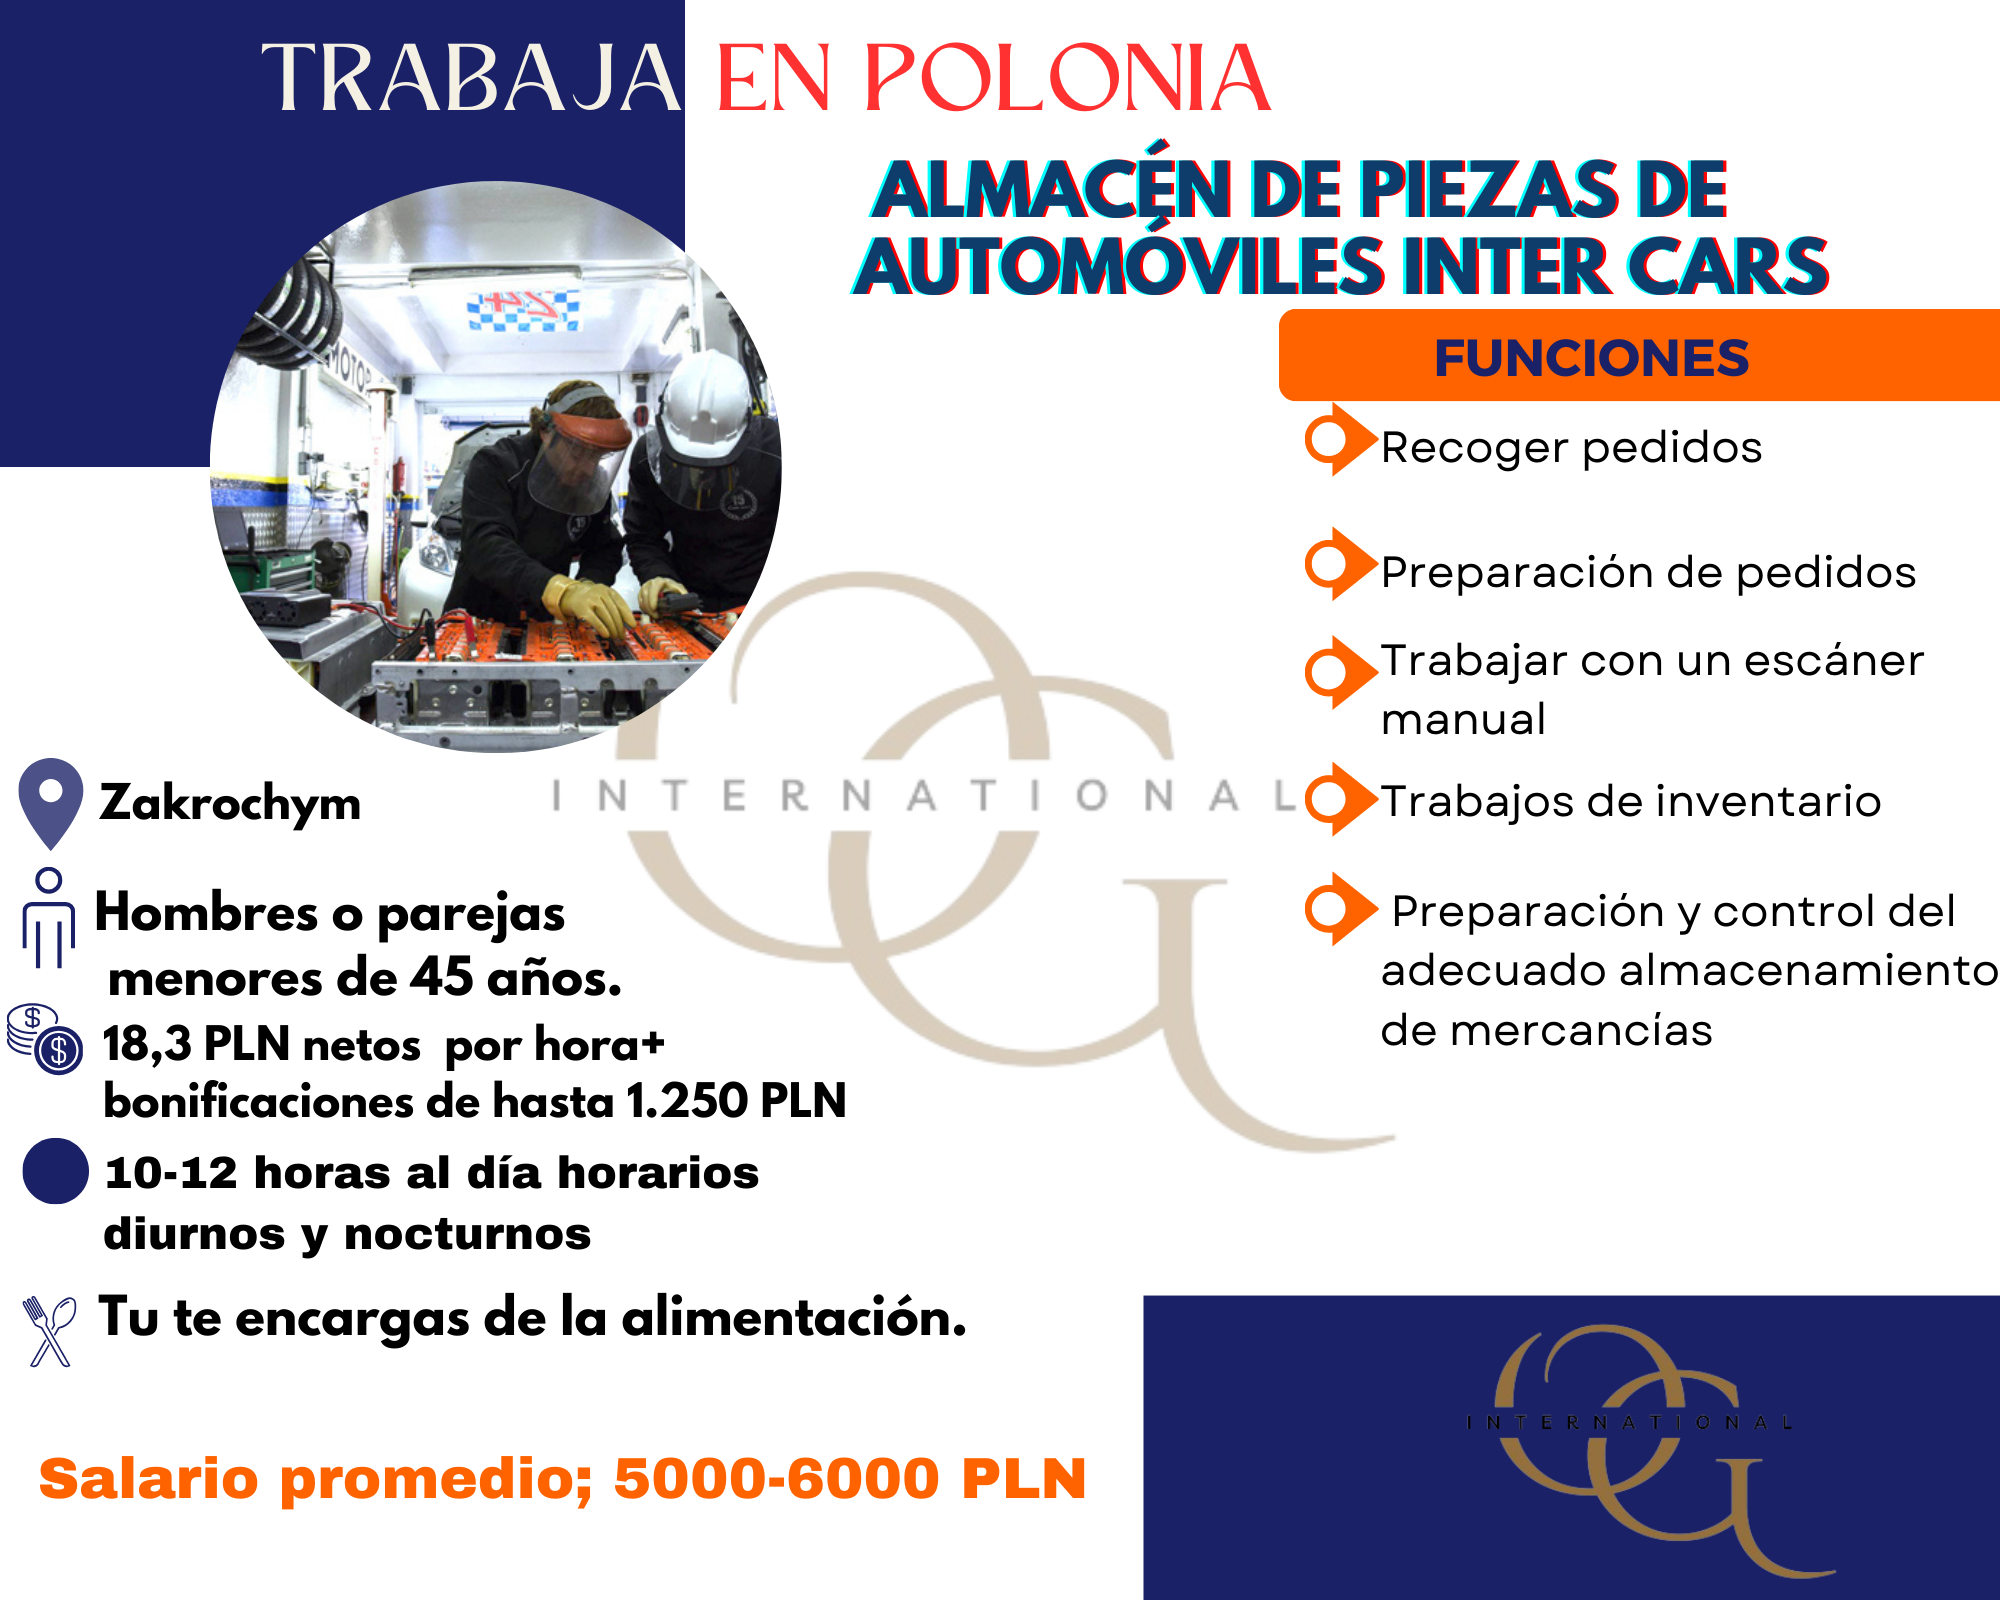 TRABAJA EN POLONIA
ALMACÉN DE PIEZAS DE
AUTOMÓVILES INTER CARS
FUNCIONES
Recoger pedidos
Preparación de pedidos
Trabajar con un escáner
manual
Trabajos de inventario
Preparación y control del
adecuado almacenamiento
de mercancías
MOTOR
Zakrochym
Hombres o parejas
menores de 45 años.
18,3 PLN netos por hora+
bonificaciones de hasta 1.250 PLN
10-12 horas al día horarios
diurnos y nocturnos
Tu te encargas de la alimentación.
Salario promedio; 5000-6000 PLN
OG
INTERNATIONAL
OG
INTERNATIONAL